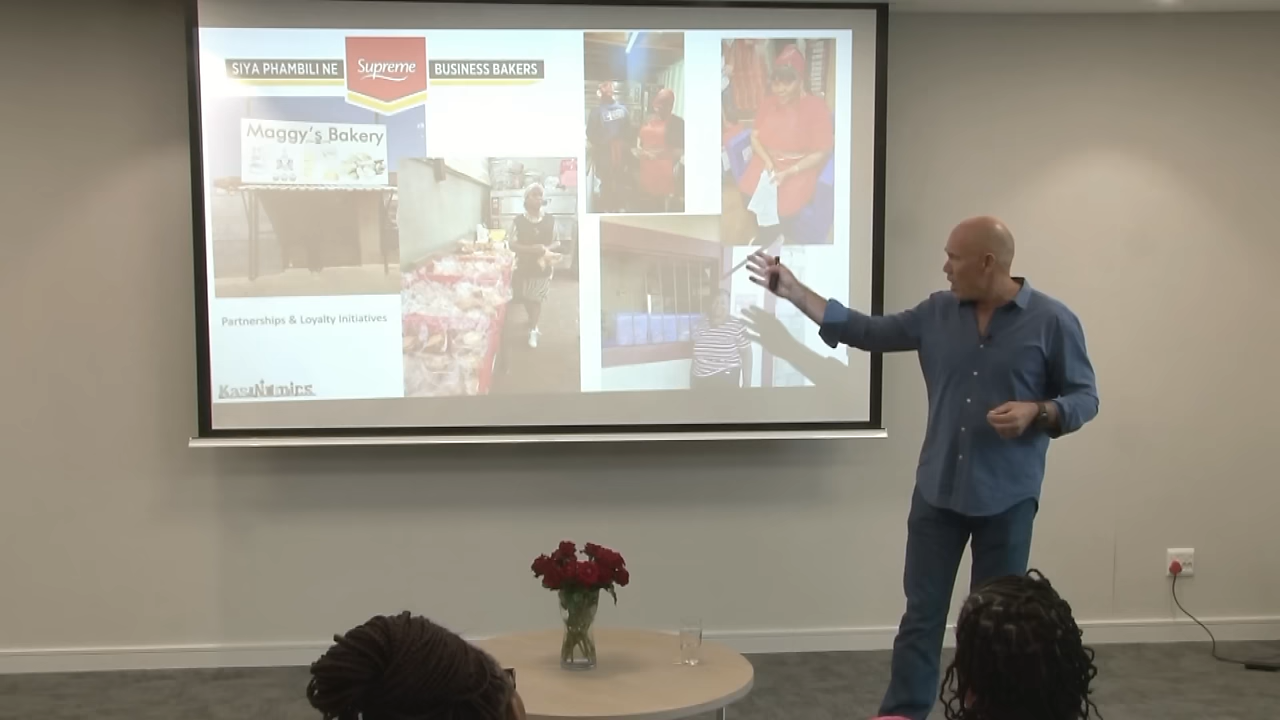 SIYA PHAMBILI NE Supreme BUSINESS BAKERS
Maggy's Bakery
Partnerships & Loyalty Initiatives
KasiNomics